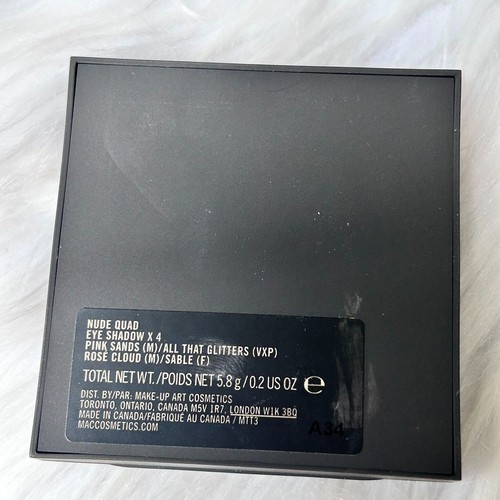 NUDE QUAD
EYE SHADOW X 4
PINK SANDS (M)/ALL THAT GLITTERS (VXP)
ROSE CLOUD (M)/SABLE (F)
TOTAL NET WT./POIDS NET 5.8 g/0.2 US OZ ℮
DIST. BY/PAR: MAKE-UP ART COSMETICS
TORONTO, ONTARIO, CANADA M5V 1R7, LONDON W1K 3BQ
MADE IN CANADA/FABRIQUÉ AU CANADA / MTT3
MACCOSMETICS.COM
A34